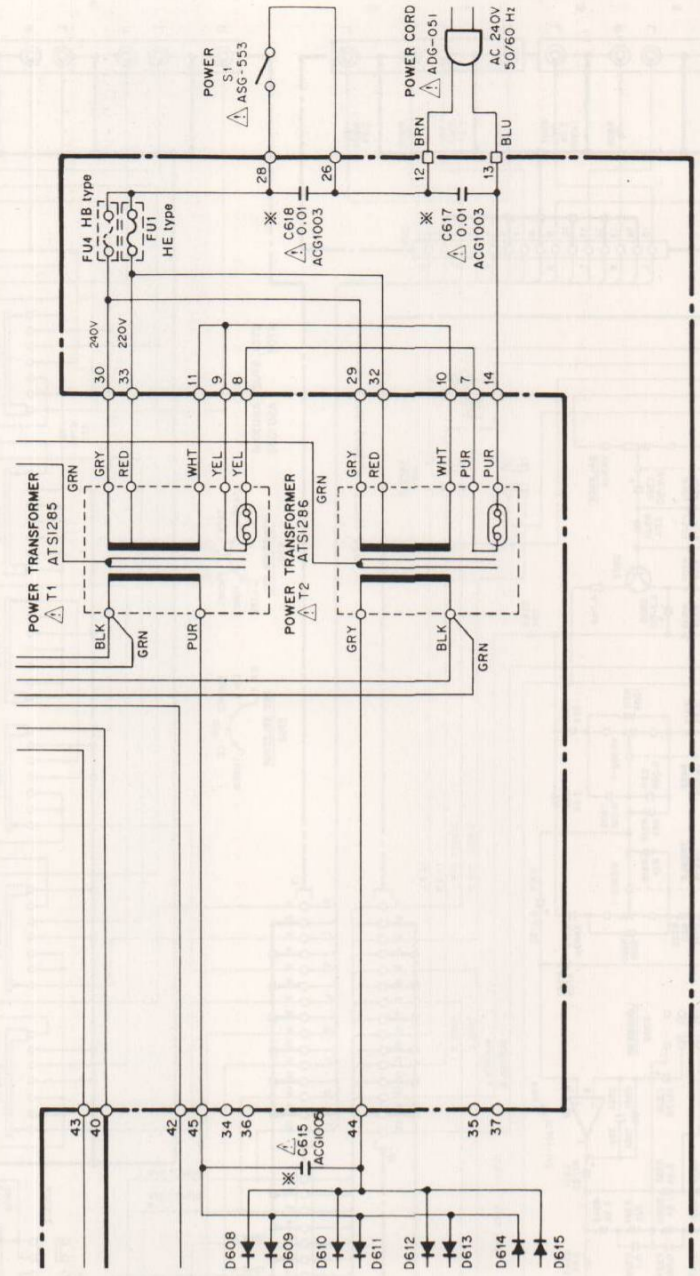 POWER
S1
⚠ ASG-553
POWER CORD
⚠ ADG-051
AC 240V
50/60 Hz
28
26
12
BRN
13
BLU
FU4 HB type
FU1
HE type
※
⚠ C618
0.01
ACG1003
※
⚠ C617
0.01
ACG1003
240V
220V
30
33
11
9
8
29
32
10
7
14
GRY
RED
WHT
YEL
YEL
GRY
RED
WHT
PUR
PUR
GRN
GRN
POWER TRANSFORMER
⚠ T1 ATS1285
POWER TRANSFORMER
⚠ T2 ATS1286
BLK
GRN
PUR
GRY
BLK
GRN
43
40
42
45
34
36
44
35
37
⚠
※ C615
ACG1005
D608
D609
D610
D611
D612
D613
D614
D615